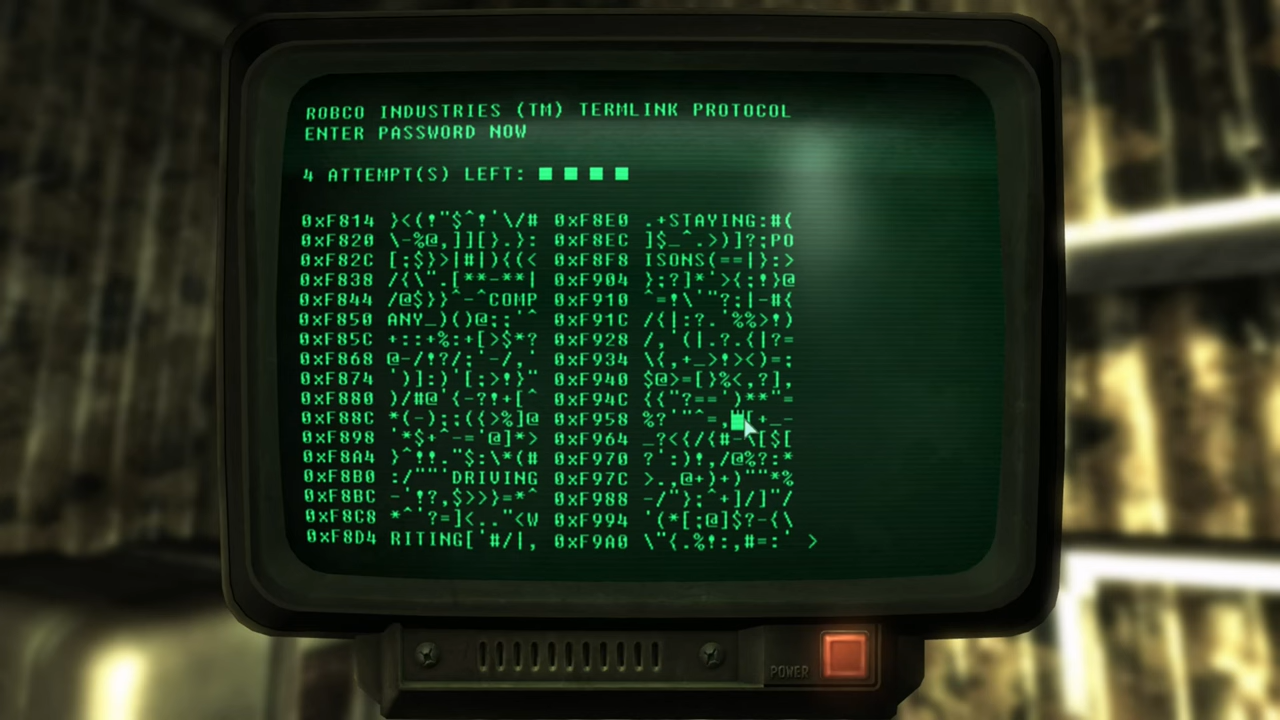 ROBCO INDUSTRIES (TM) TERMLINK PROTOCOL
ENTER PASSWORD NOW
4 ATTEMPT(S) LEFT: ■ ■ ■ ■
0xF814 }<(!"$^!'\/# 0xF8E0 .+STAYING:#(
0xF820 \-%@,]][}.}: 0xF8EC ]$_^.>)]?;PO
0xF82C [;$}>|#|){(< 0xF8F8 ISONS(==|}:>
0xF838 /{\".[**-**| 0xF904 }:?]*'>{;!}@
0xF844 /@$}}^-^COMP 0xF910 ^=!\'"?;|-#{
0xF850 ANY_)()@;;'^ 0xF91C /{|:?.'%%>!)
0xF85C +::+%:+[>$*? 0xF928 /,'(|.?.{|?=
0xF868 @-/!?/;'-/,' 0xF934 \{,+_>!><)=;
0xF874 ')]:)'[;>!}" 0xF940 $@>=[}%<,?],
0xF880 )/#@'{-?!+[^ 0xF94C {{"?==')**"=
0xF88C *(-);:({>%]@ 0xF958 %?'"^=,"[+_-
0xF898 '*$+^-='@]*> 0xF964 _?<{/{#-\[$[
0xF8A4 }^!!."$:\*(# 0xF970 ?':)!,/@%?:*
0xF8B0 :/""DRIVING 0xF97C >.,@+)+)""*%
0xF8BC -'!?,$>>}=*^ 0xF988 -/"};^+]/]"/
0xF8C8 *^'?=]<.."<W 0xF994 '(*[;@]$?-{\
0xF8D4 RITING['#/|, 0xF9A0 \"{.%!:,#=:' >
POWER